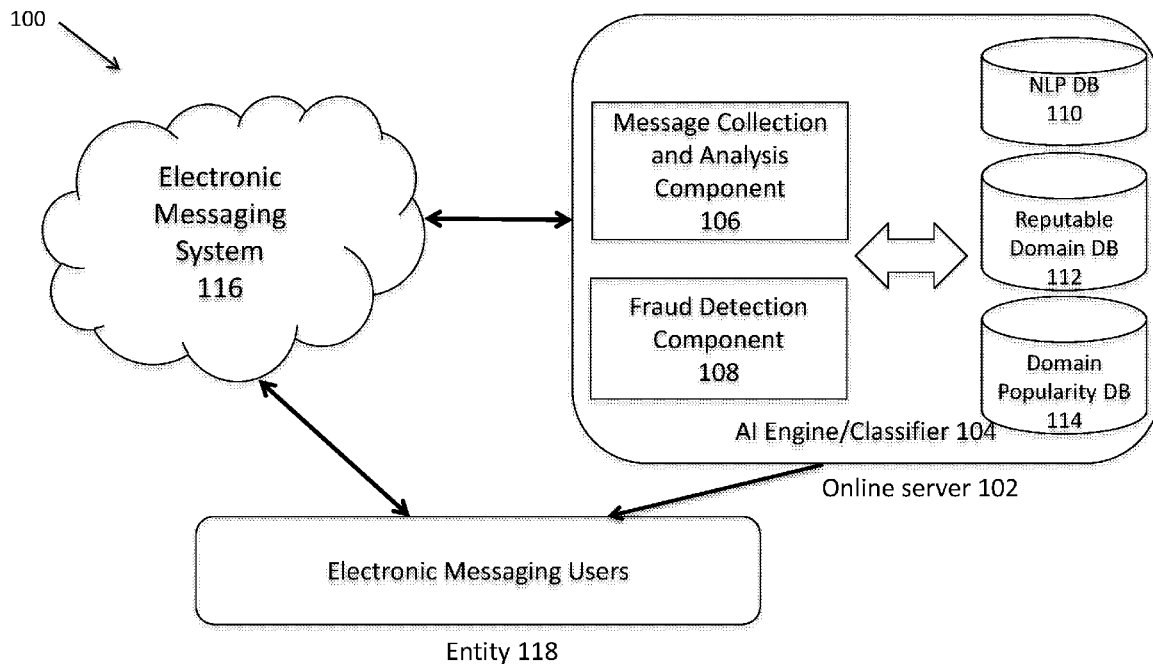 100
Electronic
Messaging
System
116
Message Collection
and Analysis
Component
106
Fraud Detection
Component
108
NLP DB
110
Reputable
Domain DB
112
Domain
Popularity DB
114
AI Engine/Classifier 104
Online server 102
Electronic Messaging Users
Entity 118